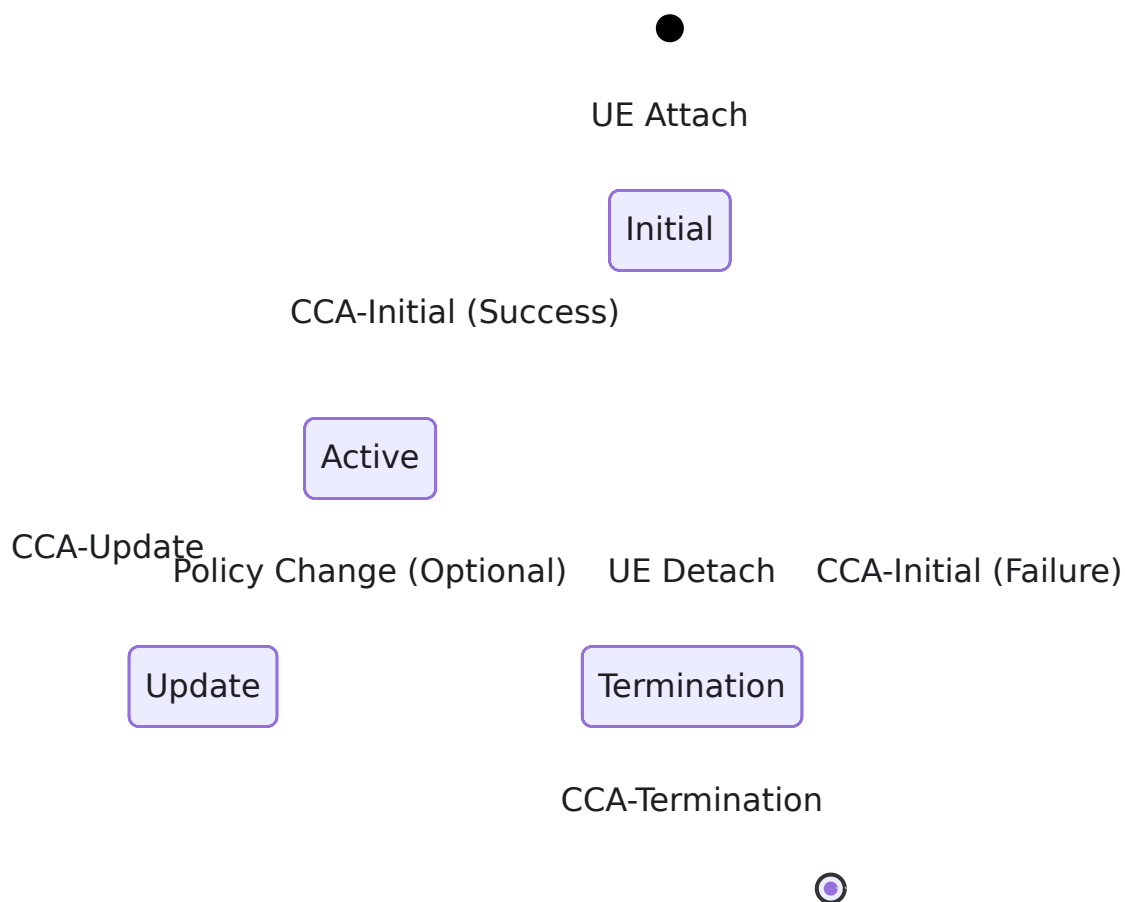 UE Attach
Initial
CCA-Initial (Success)
Active
CCA-Update
Policy Change (Optional)
UE Detach
CCA-Initial (Failure)
Update
Termination
CCA-Termination